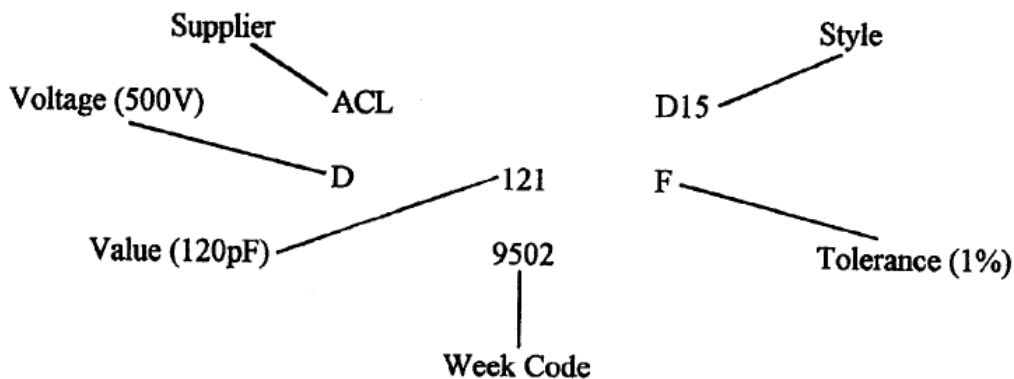 Supplier
Style
Voltage (500V)
ACL
D15
D
121
F
Value (120pF)
9502
Tolerance (1%)
Week Code